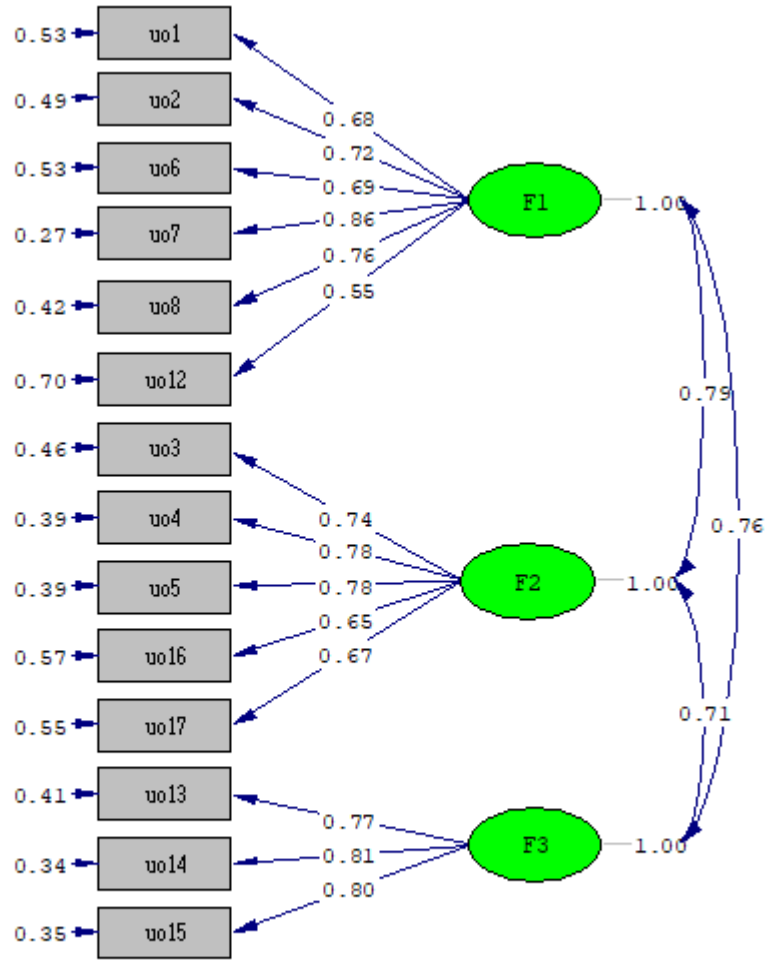 0.53 uo1
0.49 uo2
0.68
0.72
0.53 uo6
0.69
F1 1.00
0.86
0.27 uo7
0.76
0.55
0.42 uo8
0.70 uo12
0.79
0.46 uo3
0.74
0.39 uo4
0.76
0.78
0.39 uo5
0.78
F2 1.00
0.65
0.57 uo16
0.67
0.55 uo17
0.71
0.41 uo13
0.77
F3 1.00
0.81
0.34 uo14
0.80
0.35 uo15